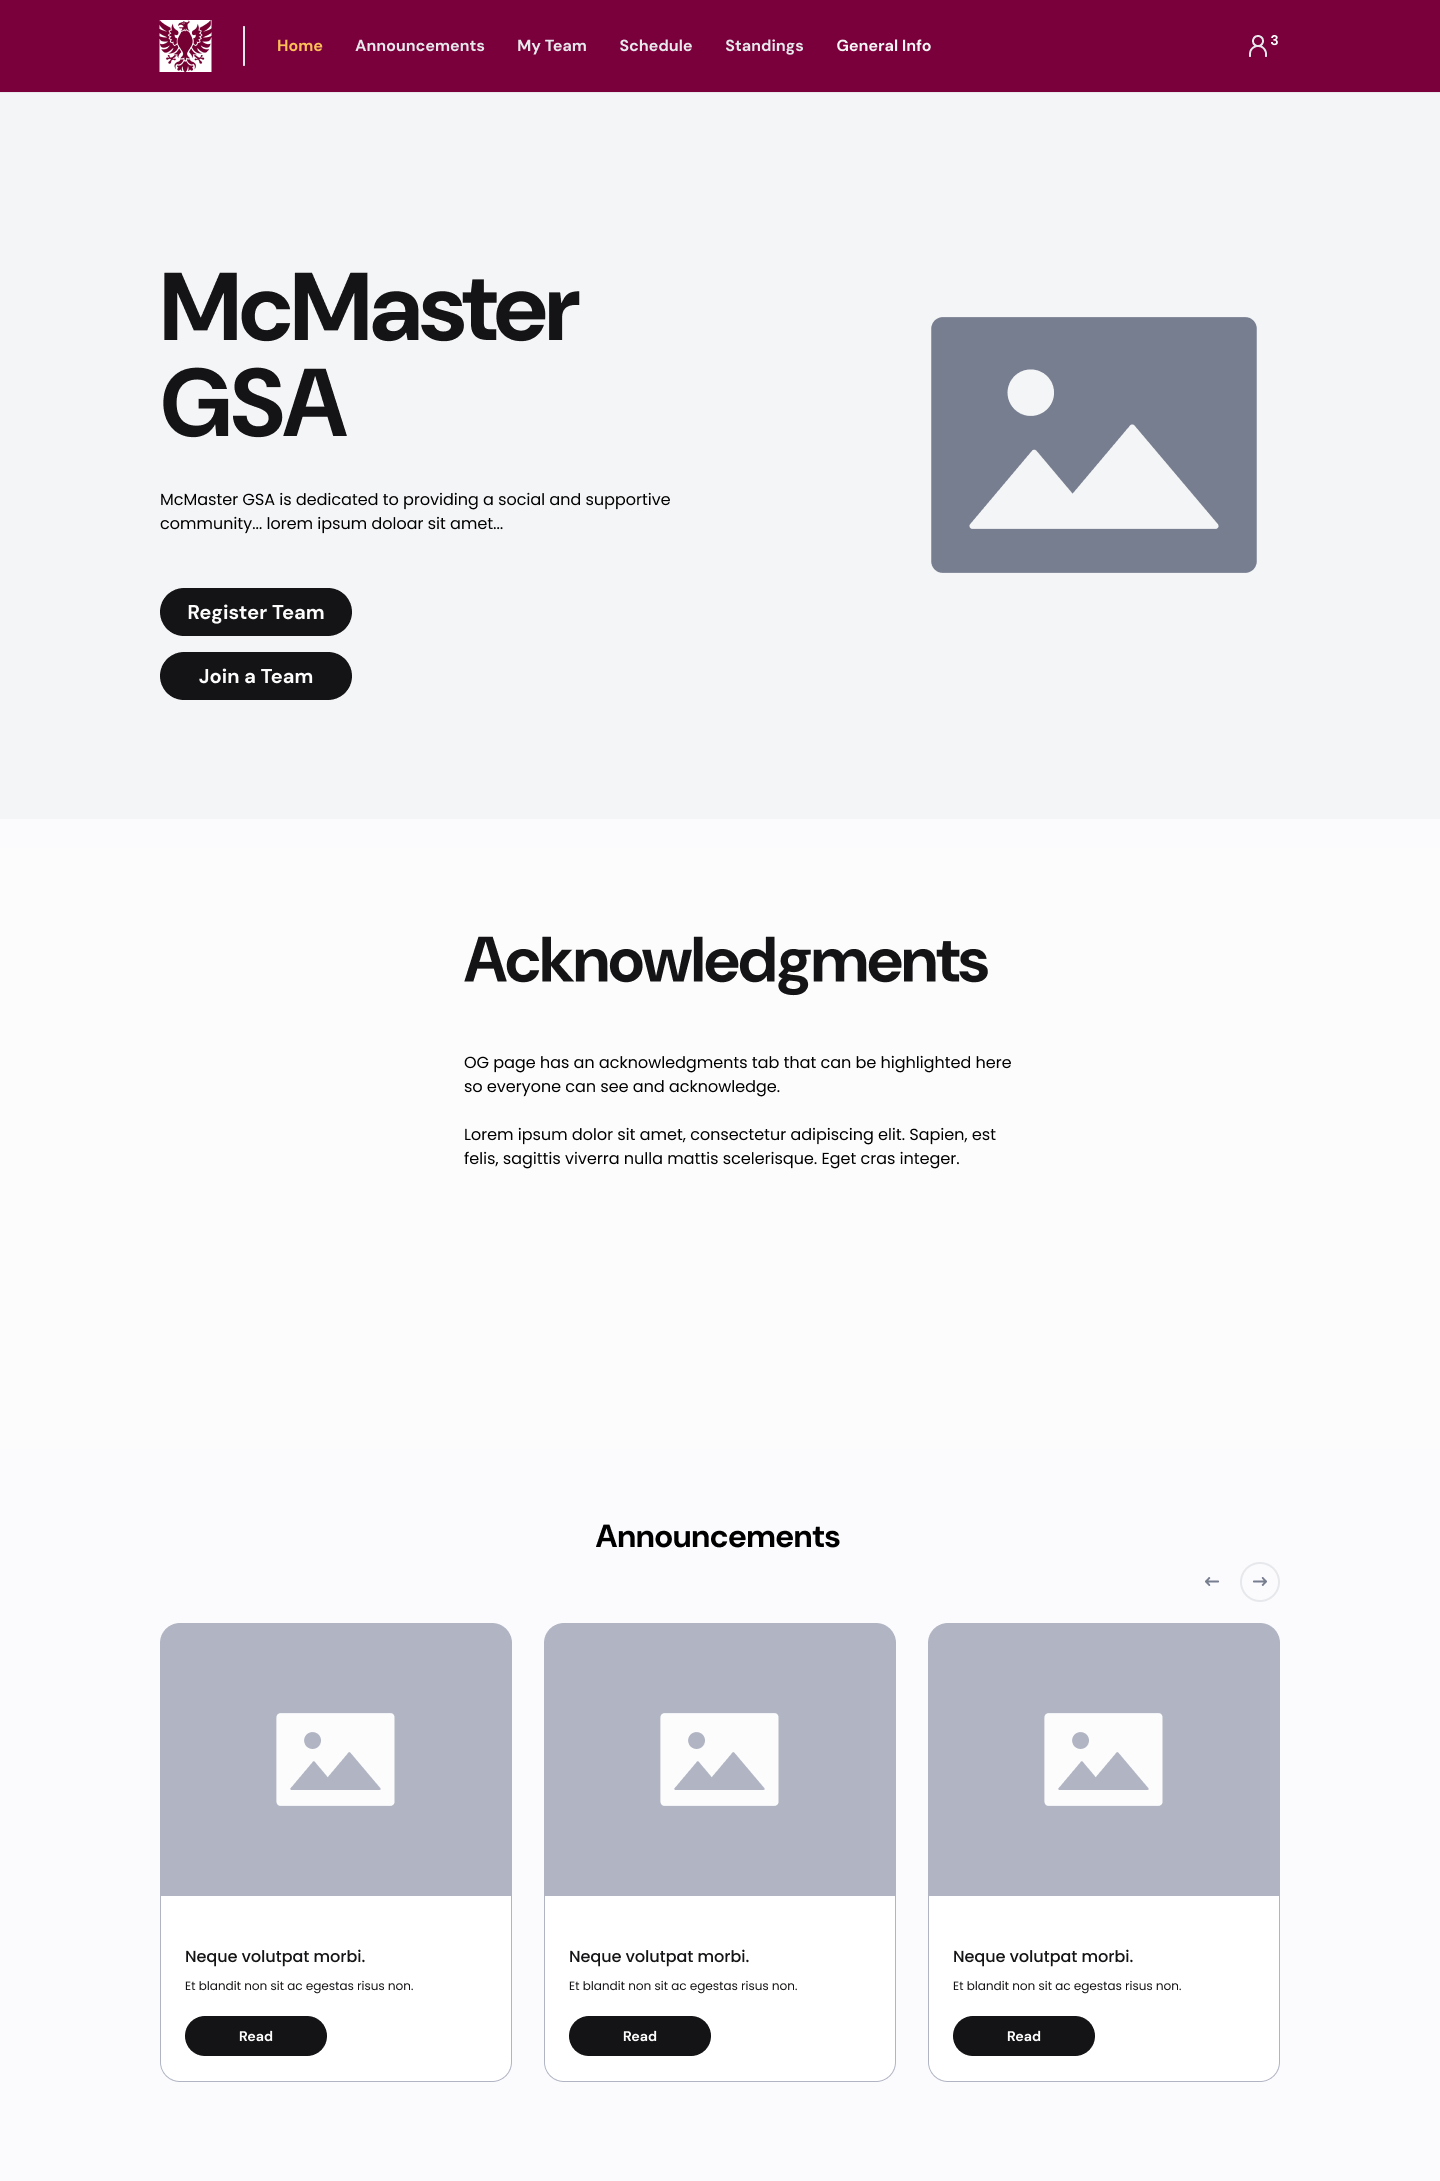 Home Announcements My Team Schedule Standings General Info 3
McMaster
GSA
McMaster GSA is dedicated to providing a social and supportive
community... lorem ipsum doloar sit amet...
Register Team
Join a Team
Acknowledgments
OG page has an acknowledgments tab that can be highlighted here
so everyone can see and acknowledge.
Lorem ipsum dolor sit amet, consectetur adipiscing elit. Sapien, est
felis, sagittis viverra nulla mattis scelerisque. Eget cras integer.
Announcements
Neque volutpat morbi.
Et blandit non sit ac egestas risus non.
Read
Neque volutpat morbi.
Et blandit non sit ac egestas risus non.
Read
Neque volutpat morbi.
Et blandit non sit ac egestas risus non.
Read